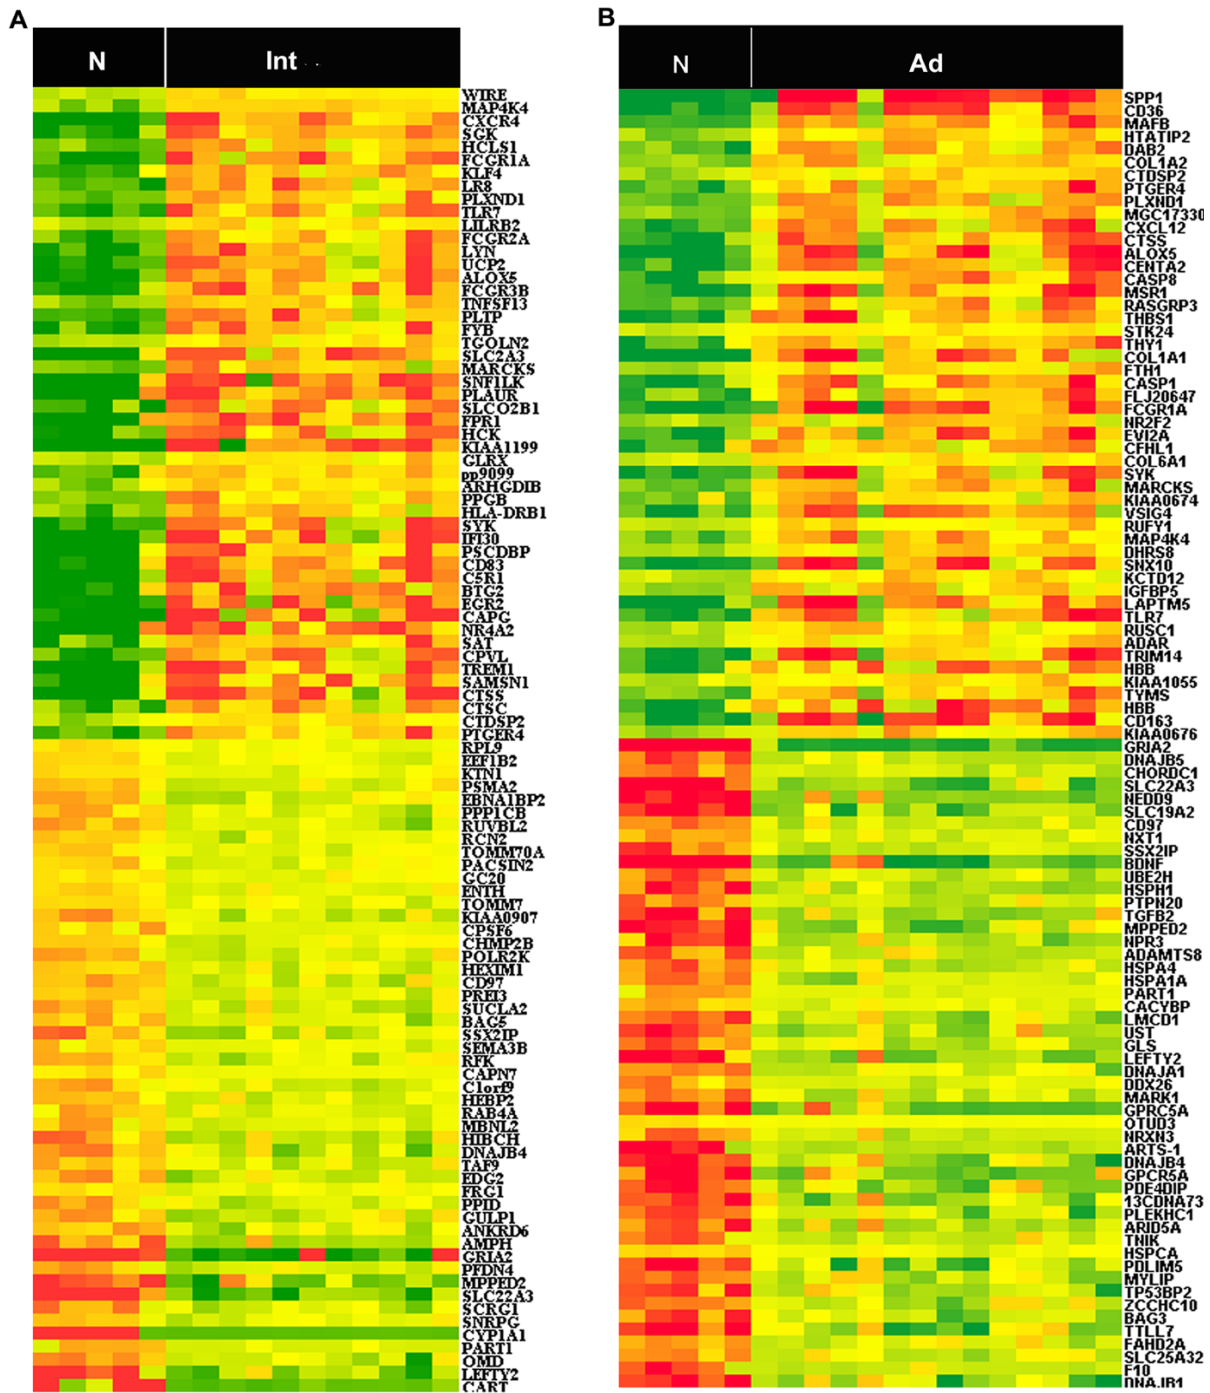 A
N
Int
WIRE
MAP4K4
CXCR4
SGK
HCLS1
FCGR1A
KLF4
LR8
PLXND1
TLR7
LILRB2
FCGR2A
LYN
UCP2
ALOX5
FCGR3B
TNFSF13
PLTP
FYB
TGOLN2
SLC2A3
MARCKS
SNF1LK
PLAUR
SLCO2B1
FPR1
HCK
KIAA1199
GLRX
pp9099
ARHGDIB
PPGB
HLA-DRB1
SYK
IFI30
PSCDBP
CD83
C5R1
BTG2
EGR2
CAPG
NR4A2
SAT
CPVL
TREM1
SAMSN1
CTSS
CTSC
CTDSP2
PTGER4
RPL9
EEF1B2
KTN1
PSMA2
EBNA1BP2
PPP1CB
RUVBL2
RCN2
TOMM70A
PACSIN2
GC20
ENTH
TOMM7
KIAA0907
CPSF6
CHMP2B
POLR2K
HEXIM1
CD97
PREI3
SUCLA2
BAG5
SSX2IP
SEMA3B
RFK
CAPN7
C1orf9
HEBP2
RAB4A
MBNL2
HIBCH
DNAJB4
TAF9
EDG2
FRG1
PPID
GULP1
ANKRD6
AMPH
GRIA2
PFDN4
MPPED2
SLC22A3
SCRG1
SNRPG
CYP1A1
PART1
OMD
LEFTY2
CART
B
N
Ad
SPP1
CD36
MAFB
HTATIP2
DAB2
COL1A2
CTDSP2
PTGER4
PLXND1
MGC17330
CXCL12
CTSS
ALOX5
CENTA2
CASP8
MSR1
RASGRP3
THBS1
STK24
THY1
COL1A1
FTH1
CASP1
FLJ20647
FCGR1A
NR2F2
EVI2A
CFHL1
COL6A1
SYK
MARCKS
KIAA0674
VSIG4
RUFY1
MAP4K4
DHRS8
SNX10
KCTD12
IGFBP5
LAPTM5
TLR7
RUSC1
ADAR
TRIM14
HBB
KIAA1055
TYMS
HBB
CD163
KIAA0676
GRIA2
DNAJB5
CHORDC1
SLC22A3
NEDD9
SLC19A2
CD97
NXT1
SSX2IP
BDNF
UBE2H
HSPH1
PTPN20
TGFB2
MPPED2
NPR3
ADAMTS8
HSPA4
HSPA1A
PART1
CACYBP
LMCD1
UST
GLS
LEFTY2
DNAJA1
DDX26
MARK1
GPRC5A
OTUD3
NRXN3
ARTS-1
DNAJB4
GPCR5A
PDE4DIP
13CDNA73
PLEKHC1
ARID5A
TNIK
HSPCA
PDLIM5
MYLIP
TP53BP2
ZCCHC10
BAG3
TTLL7
FAHD2A
SLC25A32
F10
DNAJB1